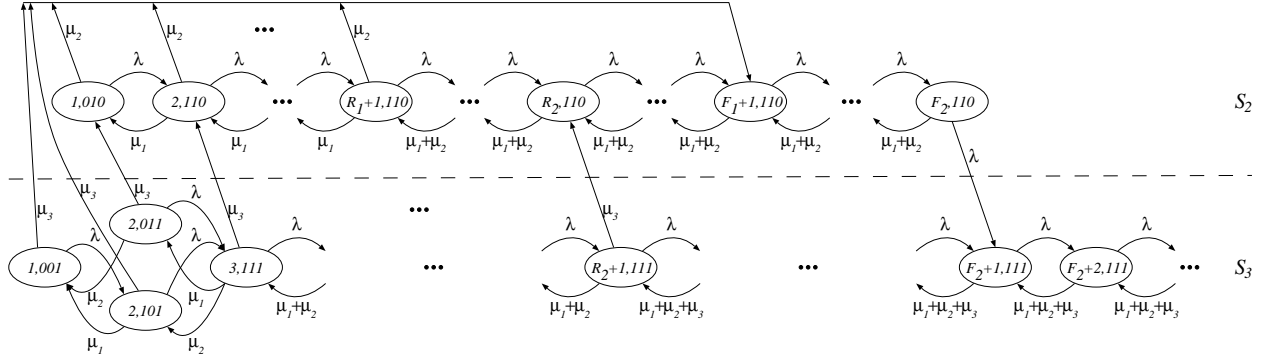 μ2 μ2 ••• μ2
λ λ λ λ λ λ λ λ λ
1,010 2,110 ••• R1+1,110 ••• R2,110 ••• F1+1,110 ••• F2,110 S2
μ1 μ1 μ1 μ1+μ2 μ1+μ2 μ1+μ2 μ1+μ2 μ1+μ2 μ1+μ2
λ
μ3 μ3 λ
μ3 2,011 μ3 ••• μ3
λ λ λ λ λ λ λ λ
1,001 3,111 ••• R2+1,111 ••• F2+1,111 F2+2,111 ••• S3
μ2 μ1
2,101 μ1+μ2 μ1+μ2 μ1+μ2+μ3 μ1+μ2+μ3 μ1+μ2+μ3 μ1+μ2+μ3
μ1 μ2